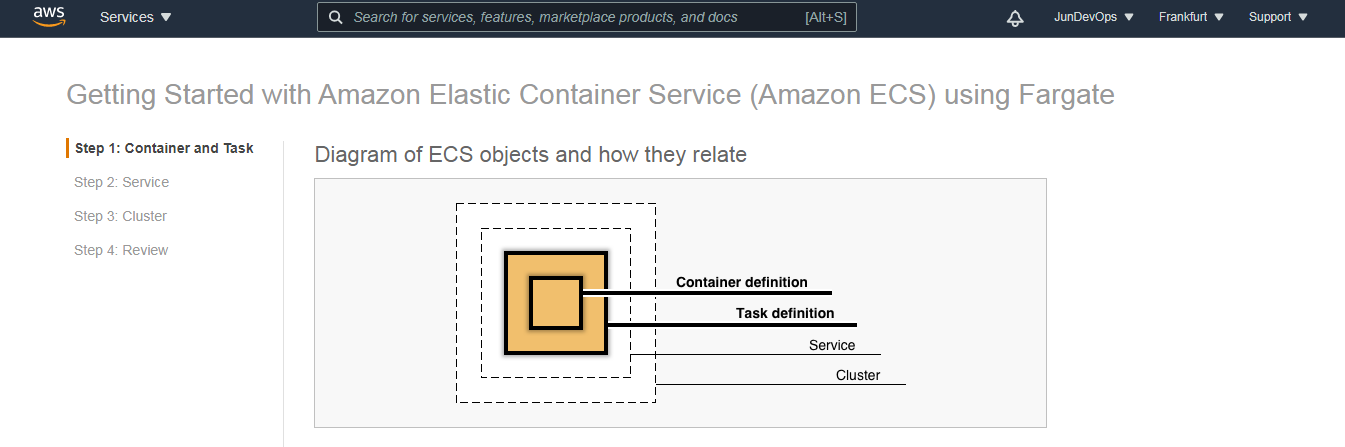 aws
Services
Search for services, features, marketplace products, and docs [Alt+S]
JunDevOps
Frankfurt
Support
Getting Started with Amazon Elastic Container Service (Amazon ECS) using Fargate
Step 1: Container and Task
Step 2: Service
Step 3: Cluster
Step 4: Review
Diagram of ECS objects and how they relate
Container definition
Task definition
Service
Cluster